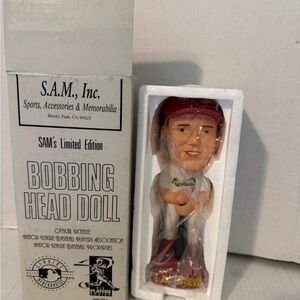 S.A.M., Inc.
Sports, Accessories & Memorabilia
Menlo Park, CA 94025
SAM's Limited Edition
BOBBING
HEAD DOLL
OFFICIAL LICENSEE
MAJOR LEAGUE BASEBALL PLAYERS ASSOCIATION
MAJOR LEAGUE BASEBALL PROPERTIES